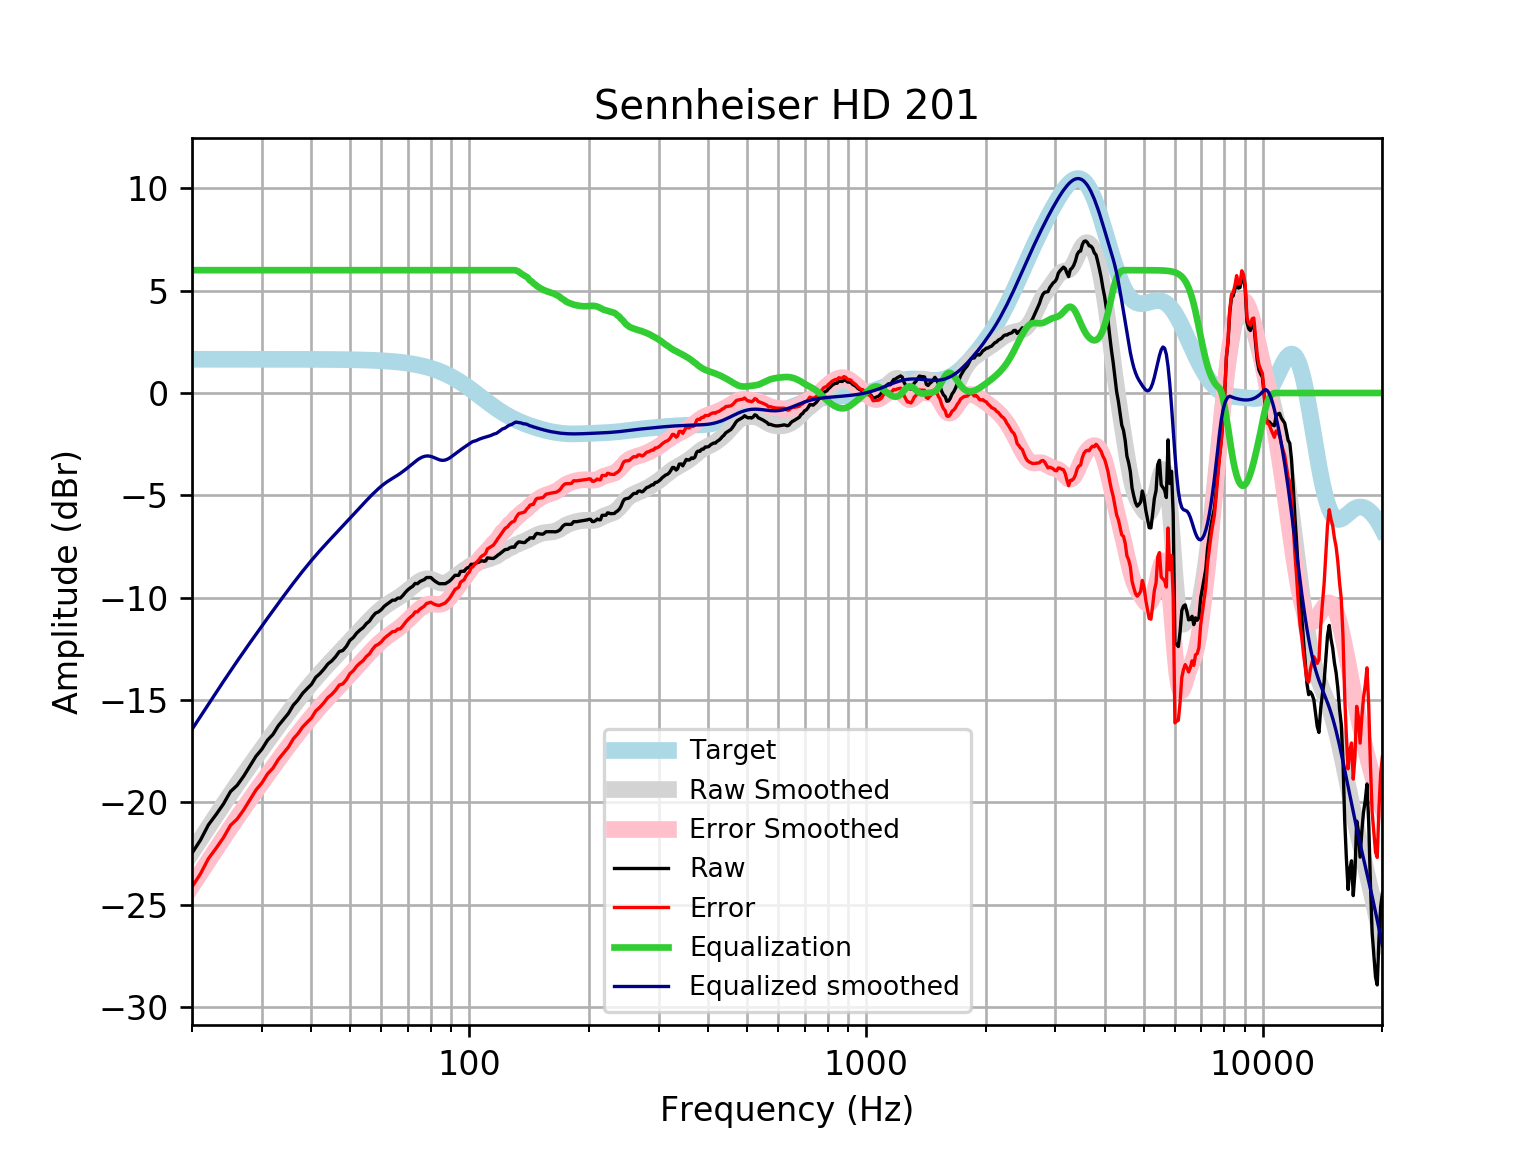 Sennheiser HD 201
10
5
0
−5
−10
−15
−20
−25
−30
Amplitude (dBr)
Target
Raw Smoothed
Error Smoothed
Raw
Error
Equalization
Equalized smoothed
100 1000 10000
Frequency (Hz)